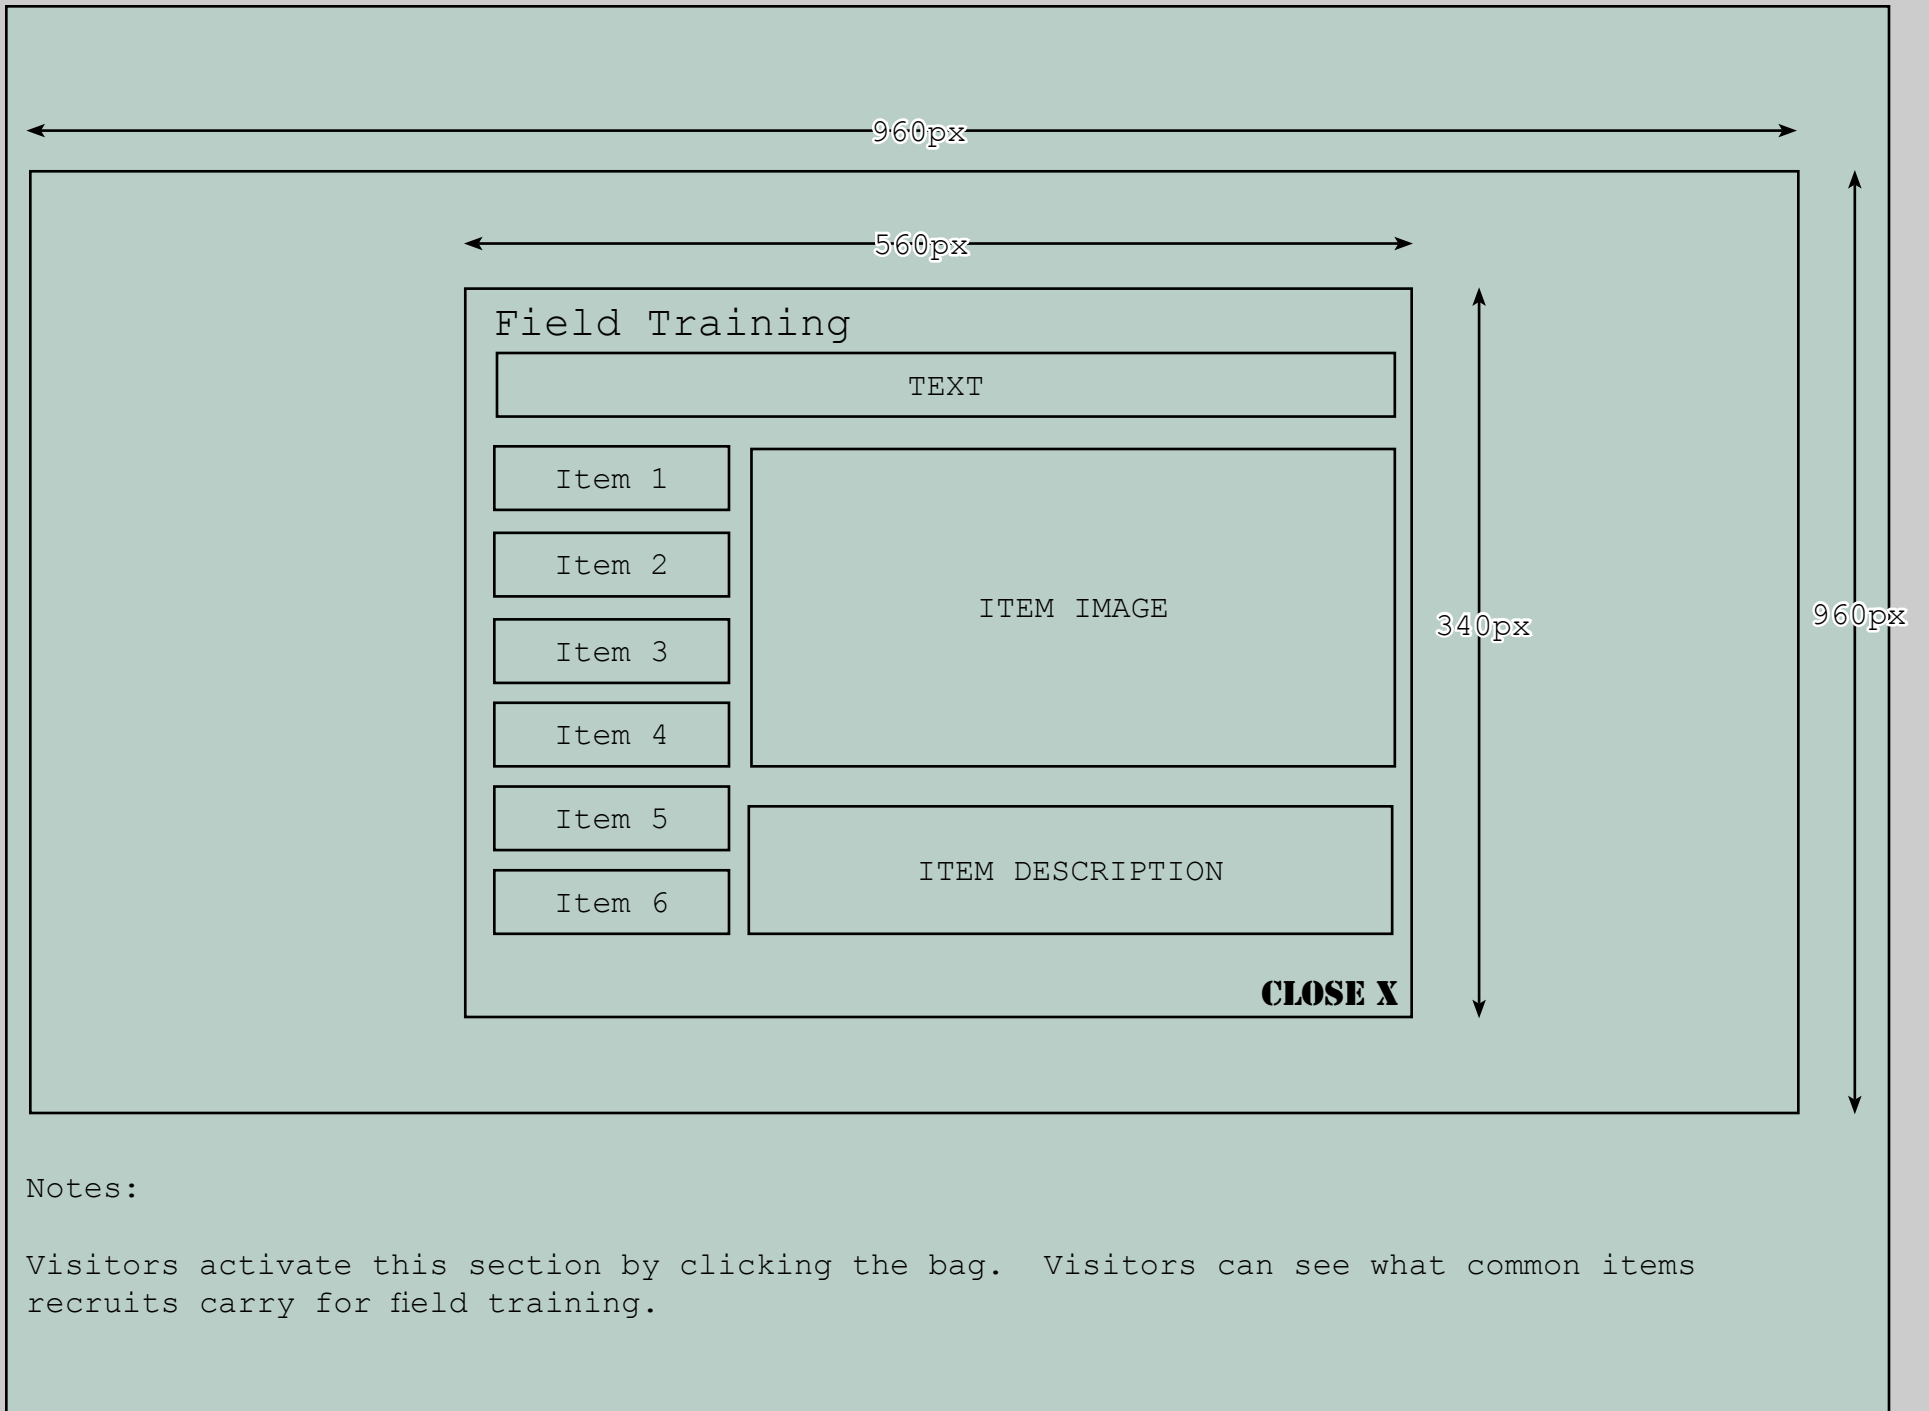 960px
560px
Field Training
TEXT
Item 1
Item 2
Item 3
Item 4
Item 5
Item 6
ITEM IMAGE
ITEM DESCRIPTION
CLOSE X
340px
960px
Notes:
Visitors activate this section by clicking the bag.  Visitors can see what common items
recruits carry for field training.